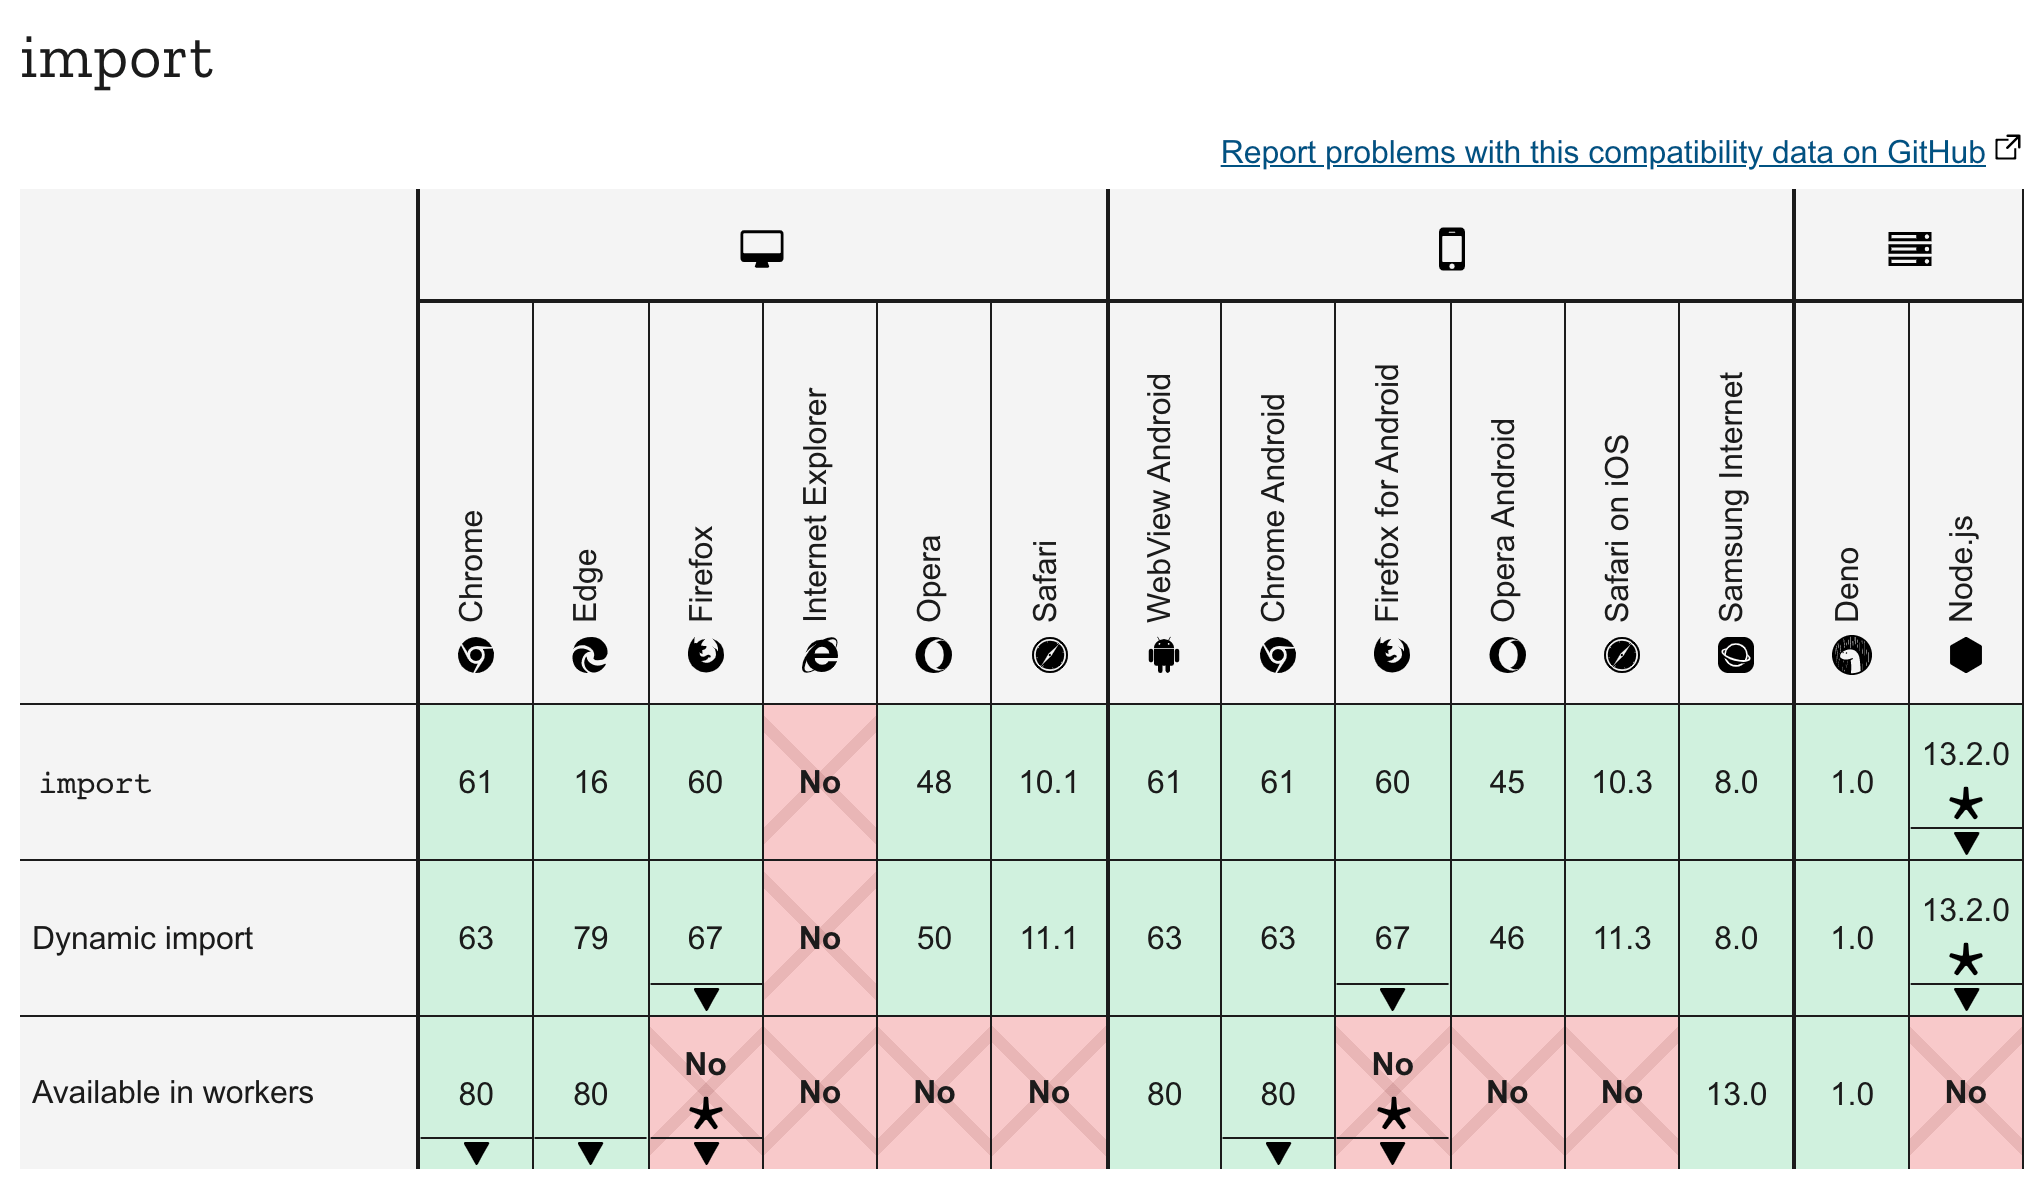 import
Report problems with this compatibility data on GitHub
Chrome
Edge
Firefox
Internet Explorer
Opera
Safari
WebView Android
Chrome Android
Firefox for Android
Opera Android
Safari on iOS
Samsung Internet
Deno
Node.js
import 61 16 60 No 48 10.1 61 61 60 45 10.3 8.0 1.0 13.2.0 *
Dynamic import 63 79 67 No 50 11.1 63 63 67 46 11.3 8.0 1.0 13.2.0 *
Available in workers 80 80 No * No No No 80 80 No * No No 13.0 1.0 No